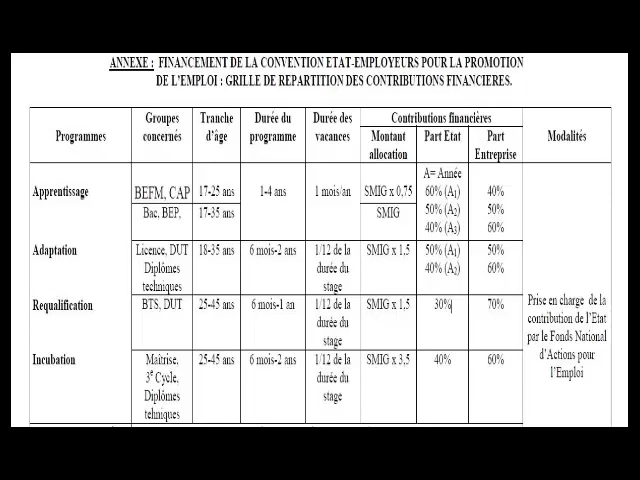 ANNEXE : FINANCEMENT DE LA CONVENTION ETAT-EMPLOYEURS POUR LA PROMOTION
DE L'EMPLOI : GRILLE DE REPARTITION DES CONTRIBUTIONS FINANCIERES.
Programmes
Groupes
concernés
Tranche
d'âge
Durée du
programme
Durée des
vacances
Contributions financières
Montant
allocation
Part Etat
Part
Entreprise
Modalités
A= Année
Apprentissage
BEFM, CAP
17-25 ans
1-4 ans
1 mois/an
SMIG x 0,75
60% (A1)
40%
Bac, BEP,
17-35 ans
SMIG
50% (A2)
50%
40% (A3)
60%
Adaptation
Licence, DUT
Diplômes
techniques
18-35 ans
6 mois-2 ans
1/12 de la
durée du
stage
SMIG x 1,5
50% (A1)
40% (A2)
50%
60%
Requalification
BTS, DUT
25-45 ans
6 mois-1 an
1/12 de la
durée du
stage
SMIG x 1,5
30%
70%
Incubation
Maîtrise,
3e Cycle,
Diplômes
tehniques
25-45 ans
6 mois-2 ans
1/12 de la
durée du
stage
SMIG x 3,5
40%
60%
Prise en charge de la
contribution de l'Etat
par le Fonds National
d'Actions pour
l'Emploi